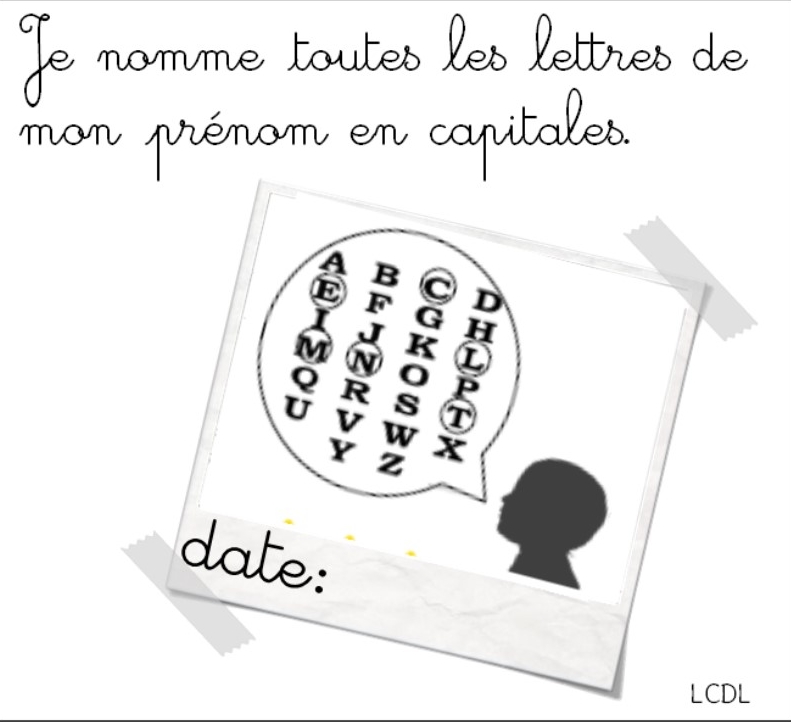 Je nomme toutes les lettres de
mon prénom en capitales.
A B C D
E F G H
I J K L
M N O P
Q R S T
U V W X
Y Z
date:
LCDL